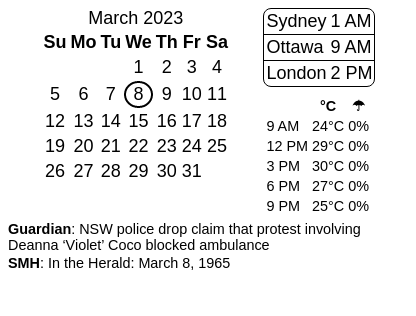 March 2023
Su Mo Tu We Th Fr Sa
1 2 3 4
5 6 7 8 9 10 11
12 13 14 15 16 17 18
19 20 21 22 23 24 25
26 27 28 29 30 31
Sydney 1 AM
Ottawa 9 AM
London 2 PM
°C ☂
9 AM 24°C 0%
12 PM 29°C 0%
3 PM 30°C 0%
6 PM 27°C 0%
9 PM 25°C 0%
Guardian: NSW police drop claim that protest involving
Deanna ‘Violet’ Coco blocked ambulance
SMH: In the Herald: March 8, 1965